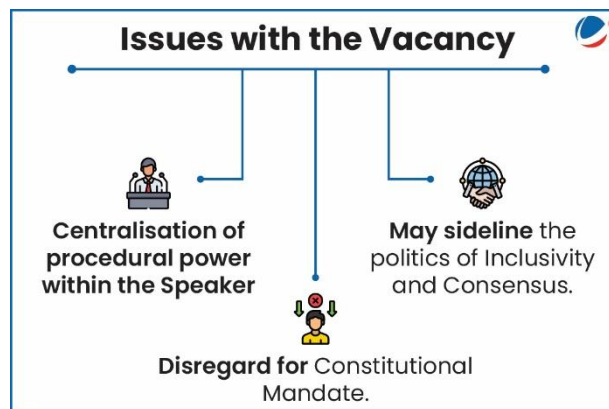 Issues with the Vacancy
Centralisation of
procedural power
within the Speaker
May sideline the
politics of Inclusivity
and Consensus.
Disregard for Constitutional
Mandate.